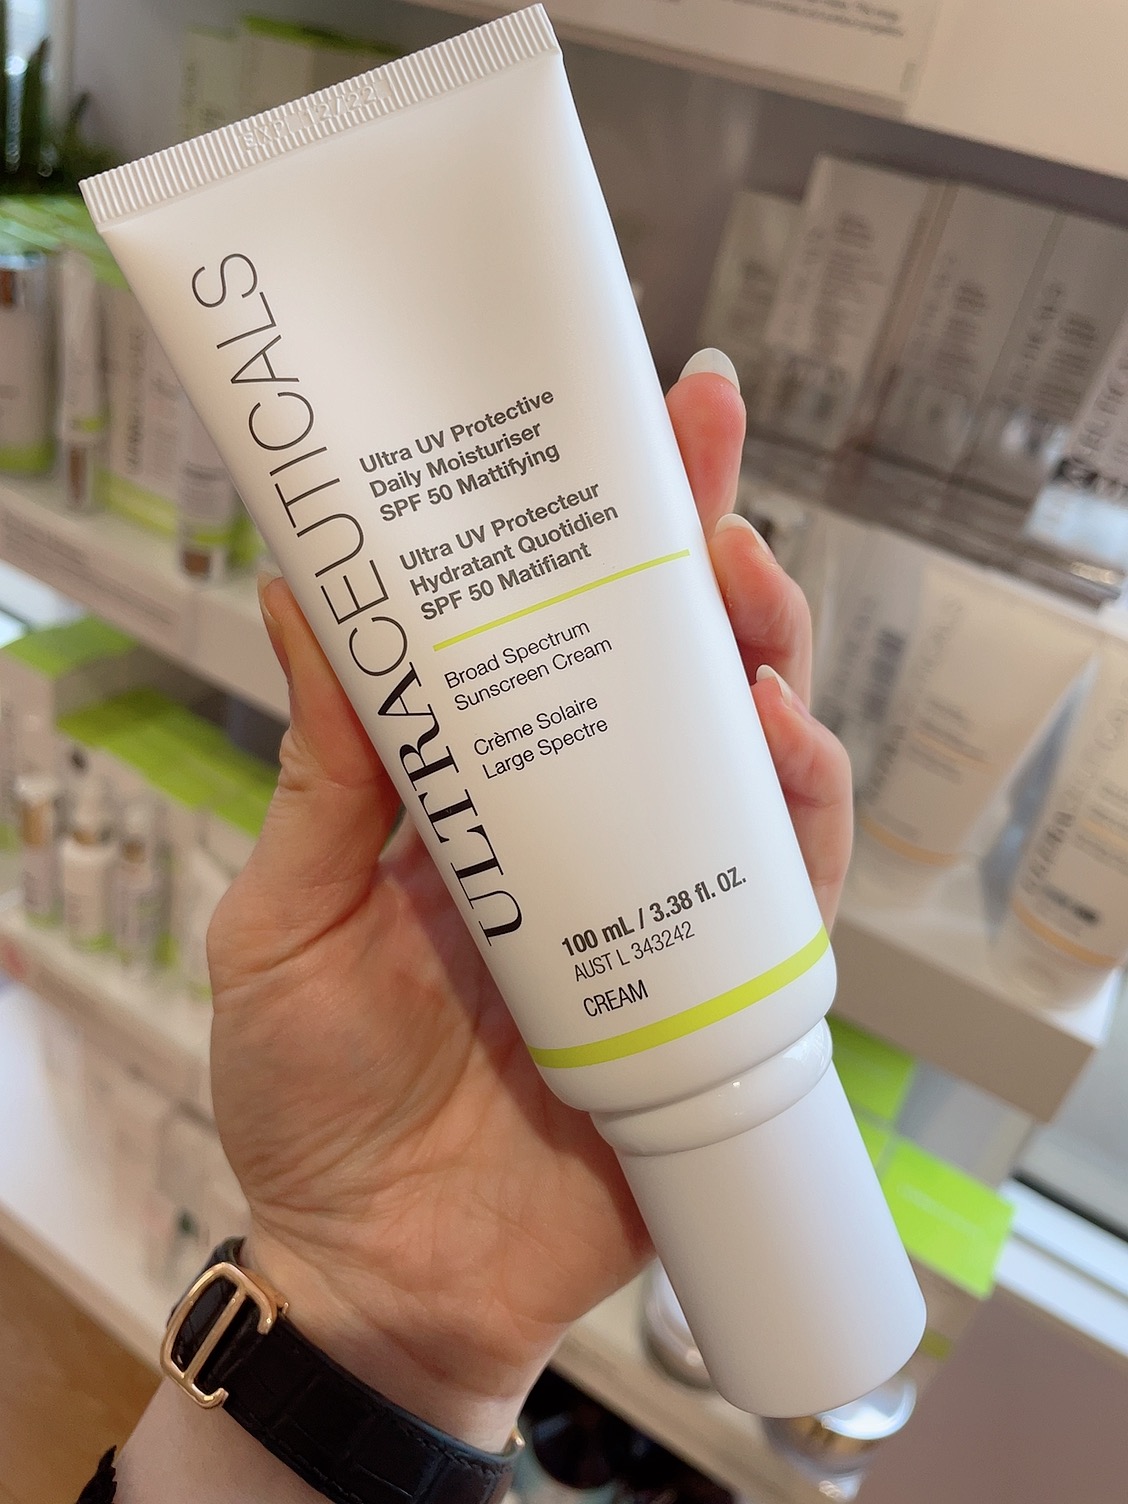 EXP. 12/22
ULTRACEUTICALS
Ultra UV Protective
Daily Moisturiser
SPF 50 Mattifying
Ultra UV Protecteur
Hydratant Quotidien
SPF 50 Matifiant
Broad Spectrum
Sunscreen Cream
Crème Solaire
Large Spectre
100 mL / 3.38 fl. OZ.
AUST L 343242
CREAM